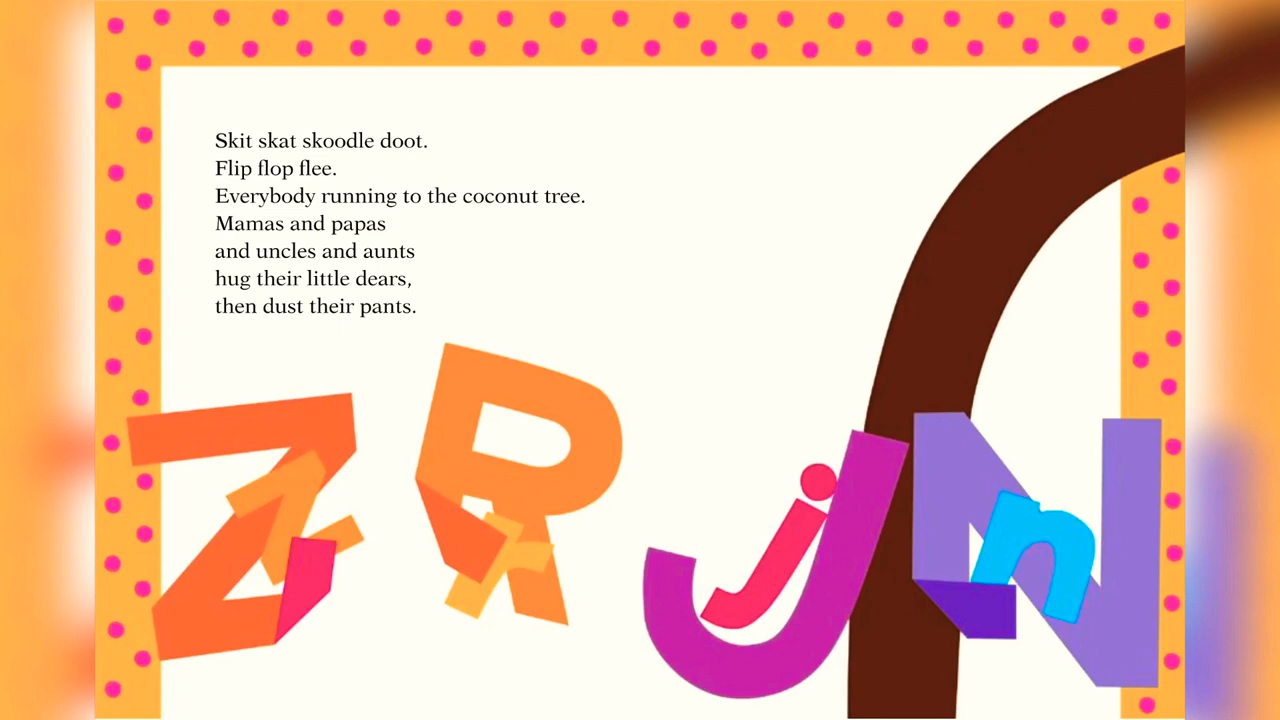 Skit skat skoodle doot.
Flip flop flee.
Everybody running to the coconut tree.
Mamas and papas
and uncles and aunts
hug their little dears,
then dust their pants.
Z z R r J j N n